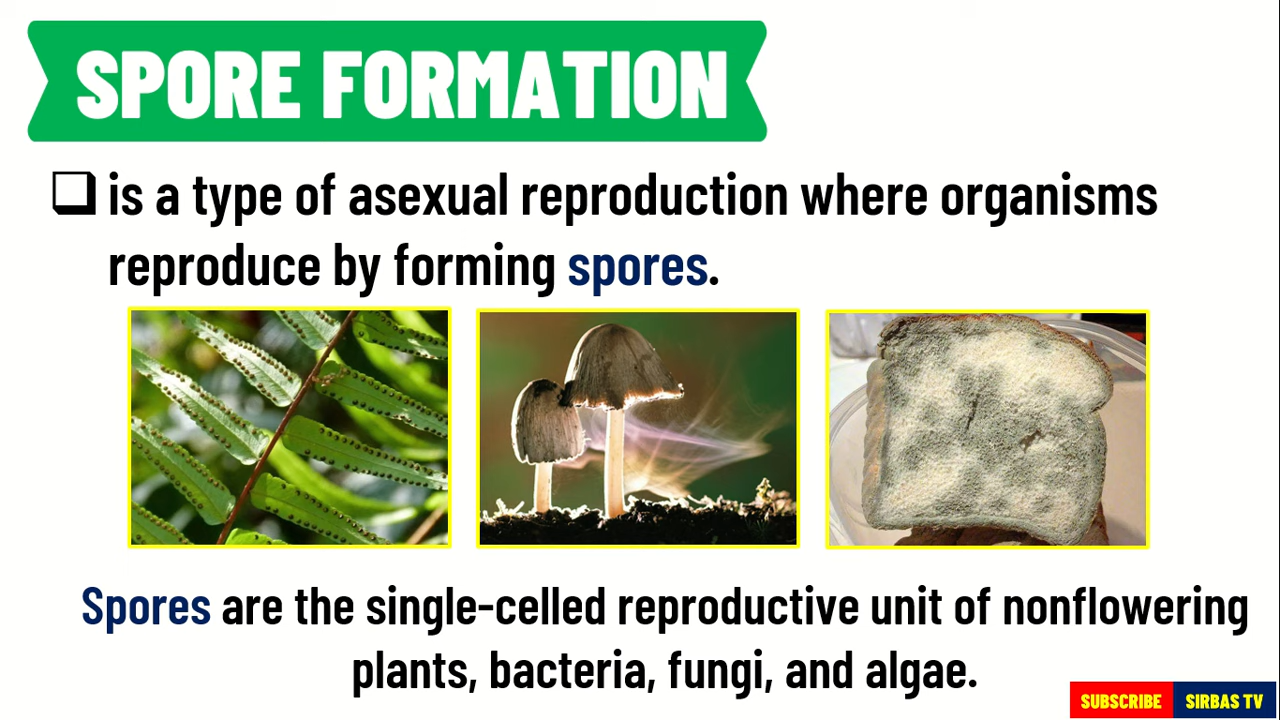 SPORE FORMATION
❑ is a type of asexual reproduction where organisms
reproduce by forming spores.
Spores are the single-celled reproductive unit of nonflowering
plants, bacteria, fungi, and algae.
SUBSCRIBE SIRBAS TV